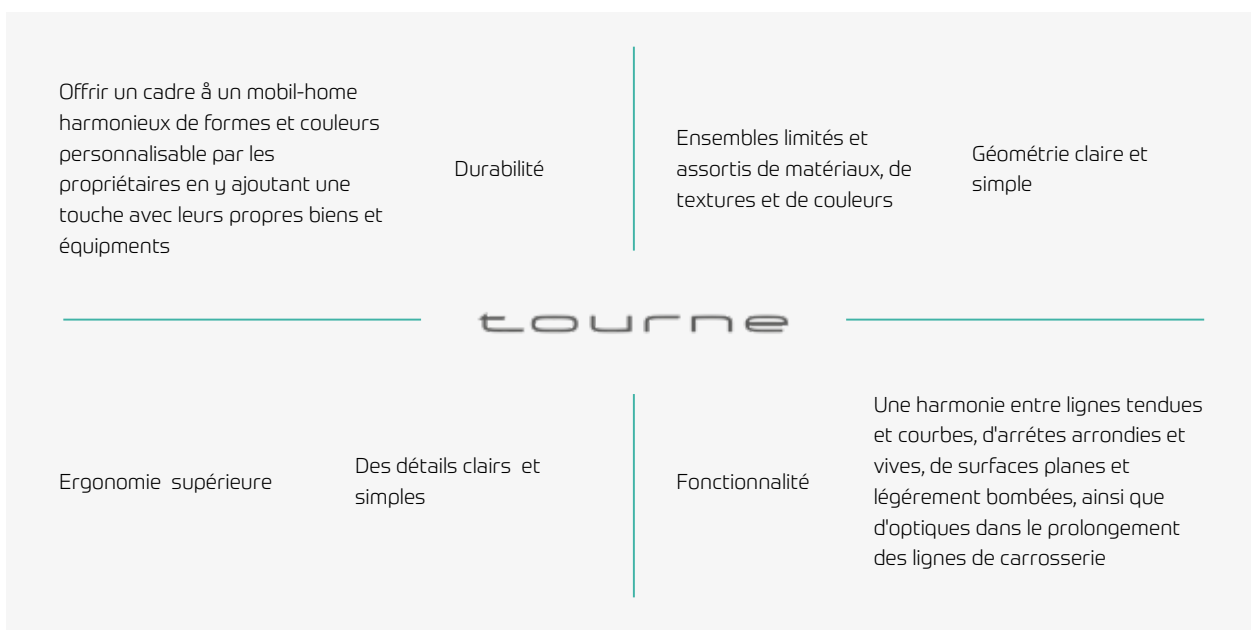 Offrir un cadre å un mobil-home
harmonieux de formes et couleurs
personnalisable par les
propriétaires en y ajoutant une
touche avec leurs propres biens et
équipments
Durabilité
Ensembles limités et
assortis de matériaux, de
textures et de couleurs
Géométrie claire et
simple
tourne
Ergonomie supérieure
Des détails clairs et
simples
Fonctionnalité
Une harmonie entre lignes tendues
et courbes, d'arrétes arrondies et
vives, de surfaces planes et
légérement bombées, ainsi que
d'optiques dans le prolongement
des lignes de carrosserie